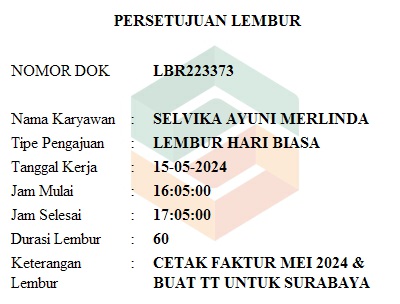 PERSETUJUAN LEMBUR
NOMOR DOK LBR223373
Nama Karyawan : SELVIKA AYUNI MERLINDA
Tipe Pengajuan : LEMBUR HARI BIASA
Tanggal Kerja : 15-05-2024
Jam Mulai : 16:05:00
Jam Selesai : 17:05:00
Durasi Lembur : 60
Keterangan : CETAK FAKTUR MEI 2024 &
Lembur BUAT TT UNTUK SURABAYA